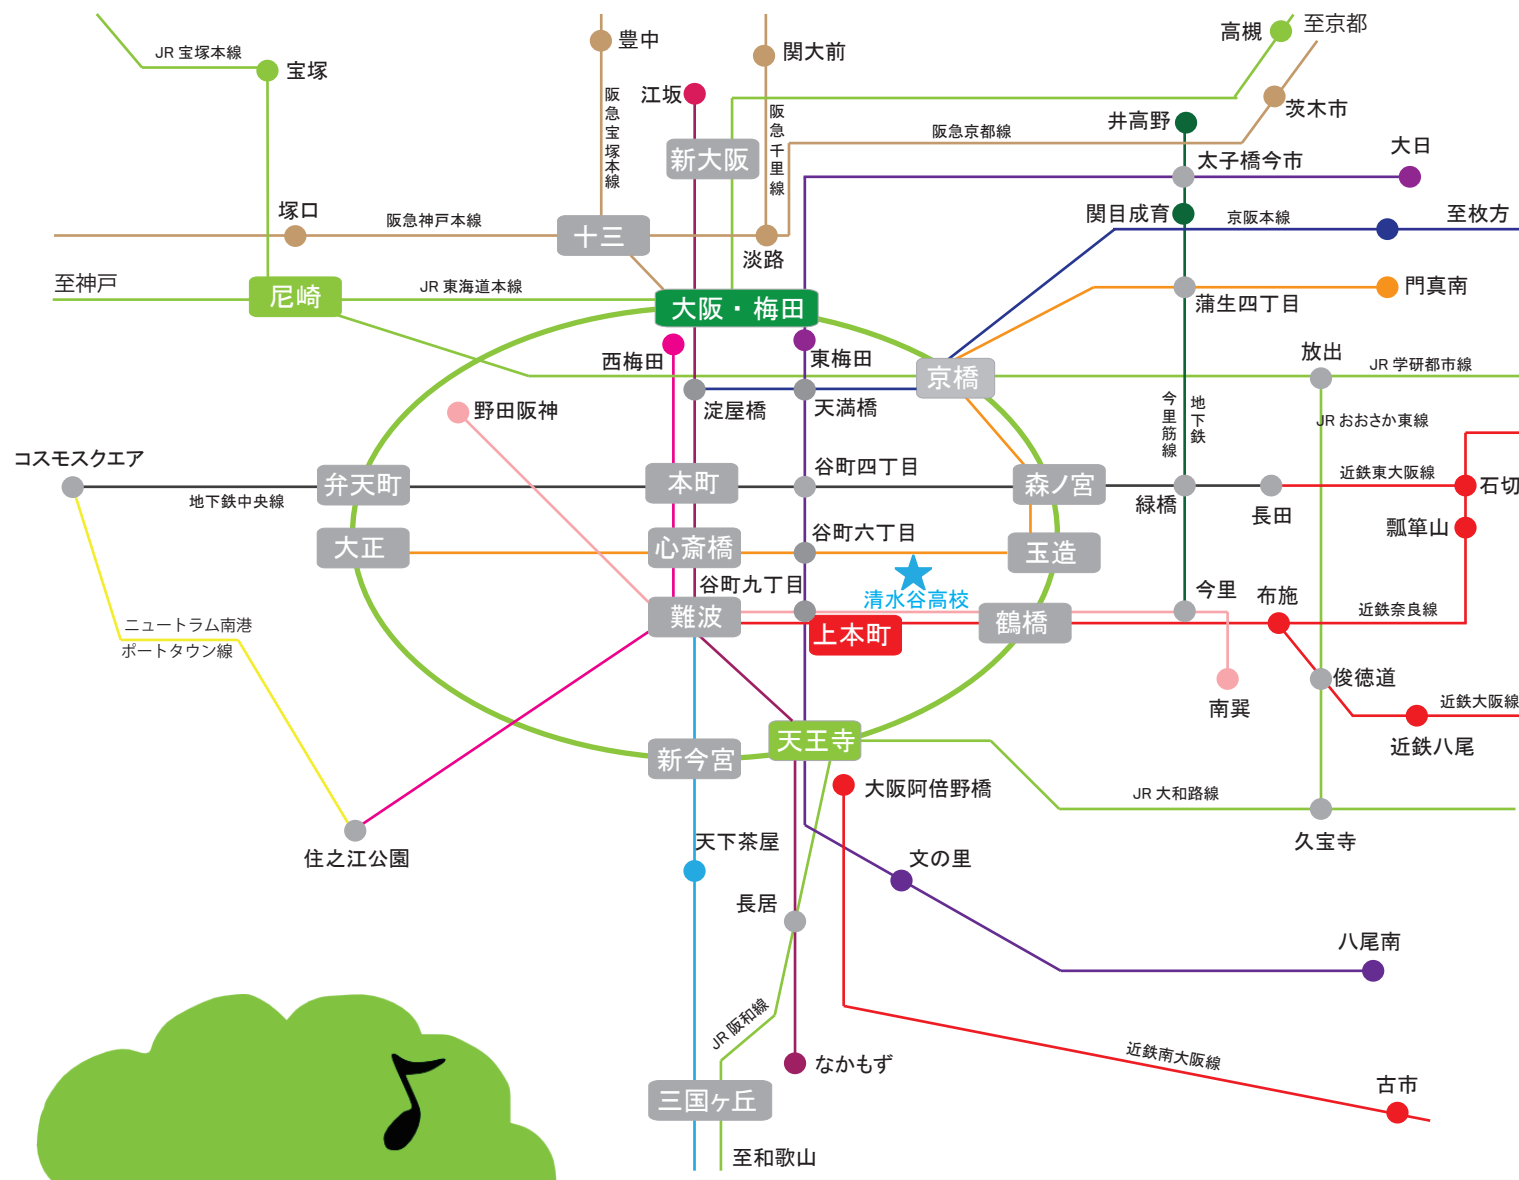 高槻
至京都
JR 宝塚本線
豊中
関大前
宝塚
江坂
阪急宝塚本線
阪急千里線
茨木市
井高野
阪急京都線
新大阪
太子橋今市
大日
塚口
阪急神戸本線
十三
淡路
関目成育
京阪本線
至枚方
至神戸
尼崎
JR 東海道本線
大阪・梅田
門真南
蒲生四丁目
西梅田
東梅田
京橋
放出
JR 学研都市線
野田阪神
淀屋橋
天満橋
今里筋線
地下鉄
JR おおさか東線
コスモスクエア
弁天町
本町
谷町四丁目
森ノ宮
近鉄東大阪線
石切
地下鉄中央線
緑橋
長田
瓢箪山
大正
心斎橋
谷町六丁目
玉造
谷町九丁目
清水谷高校
今里
布施
近鉄奈良線
難波
上本町
鶴橋
ニュートラム南港
ポートタウン線
俊徳道
南巽
近鉄大阪線
近鉄八尾
新今宮
天王寺
大阪阿倍野橋
JR 大和路線
住之江公園
天下茶屋
文の里
久宝寺
長居
八尾南
JR 阪和線
なかもず
近鉄南大阪線
古市
三国ヶ丘
至和歌山